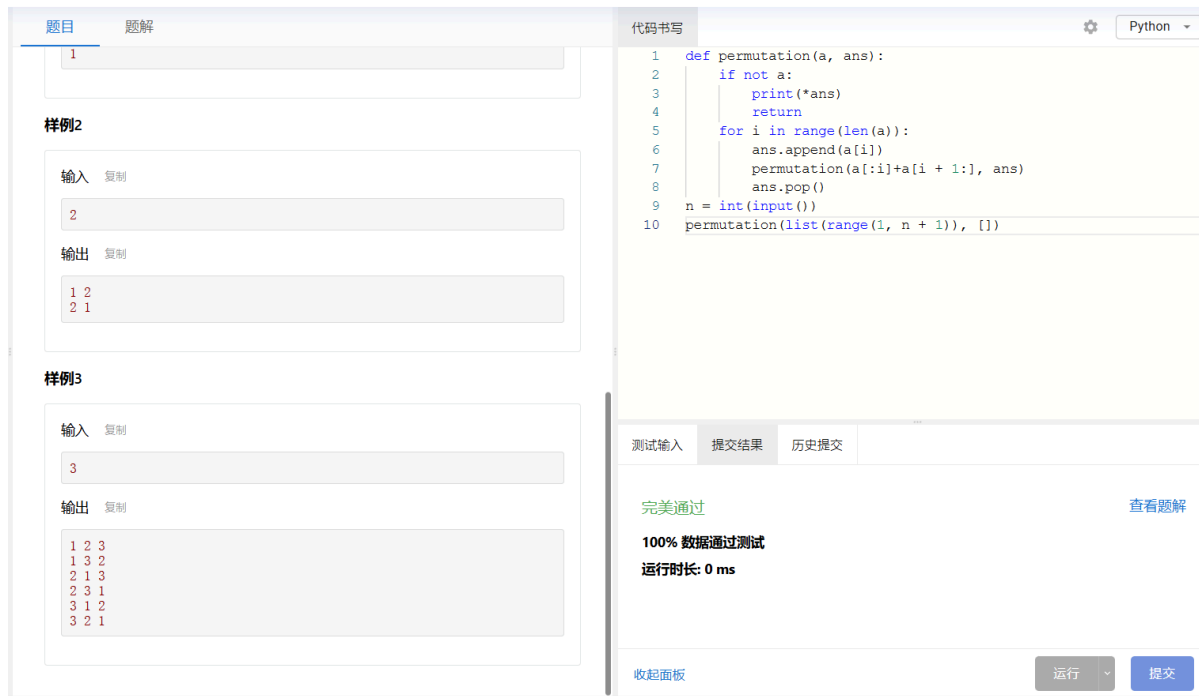 题目 题解
1
样例2
输入 复制
2
输出 复制
1 2
2 1
样例3
输入 复制
3
输出 复制
1 2 3
1 3 2
2 1 3
2 3 1
3 1 2
3 2 1
代码书写 Python
1 def permutation(a, ans):
2     if not a:
3         print(*ans)
4         return
5     for i in range(len(a)):
6         ans.append(a[i])
7         permutation(a[:i]+a[i + 1:], ans)
8         ans.pop()
9 n = int(input())
10 permutation(list(range(1, n + 1)), [])
测试输入 提交结果 历史提交
完美通过 查看题解
100% 数据通过测试
运行时长: 0 ms
收起面板 运行 提交